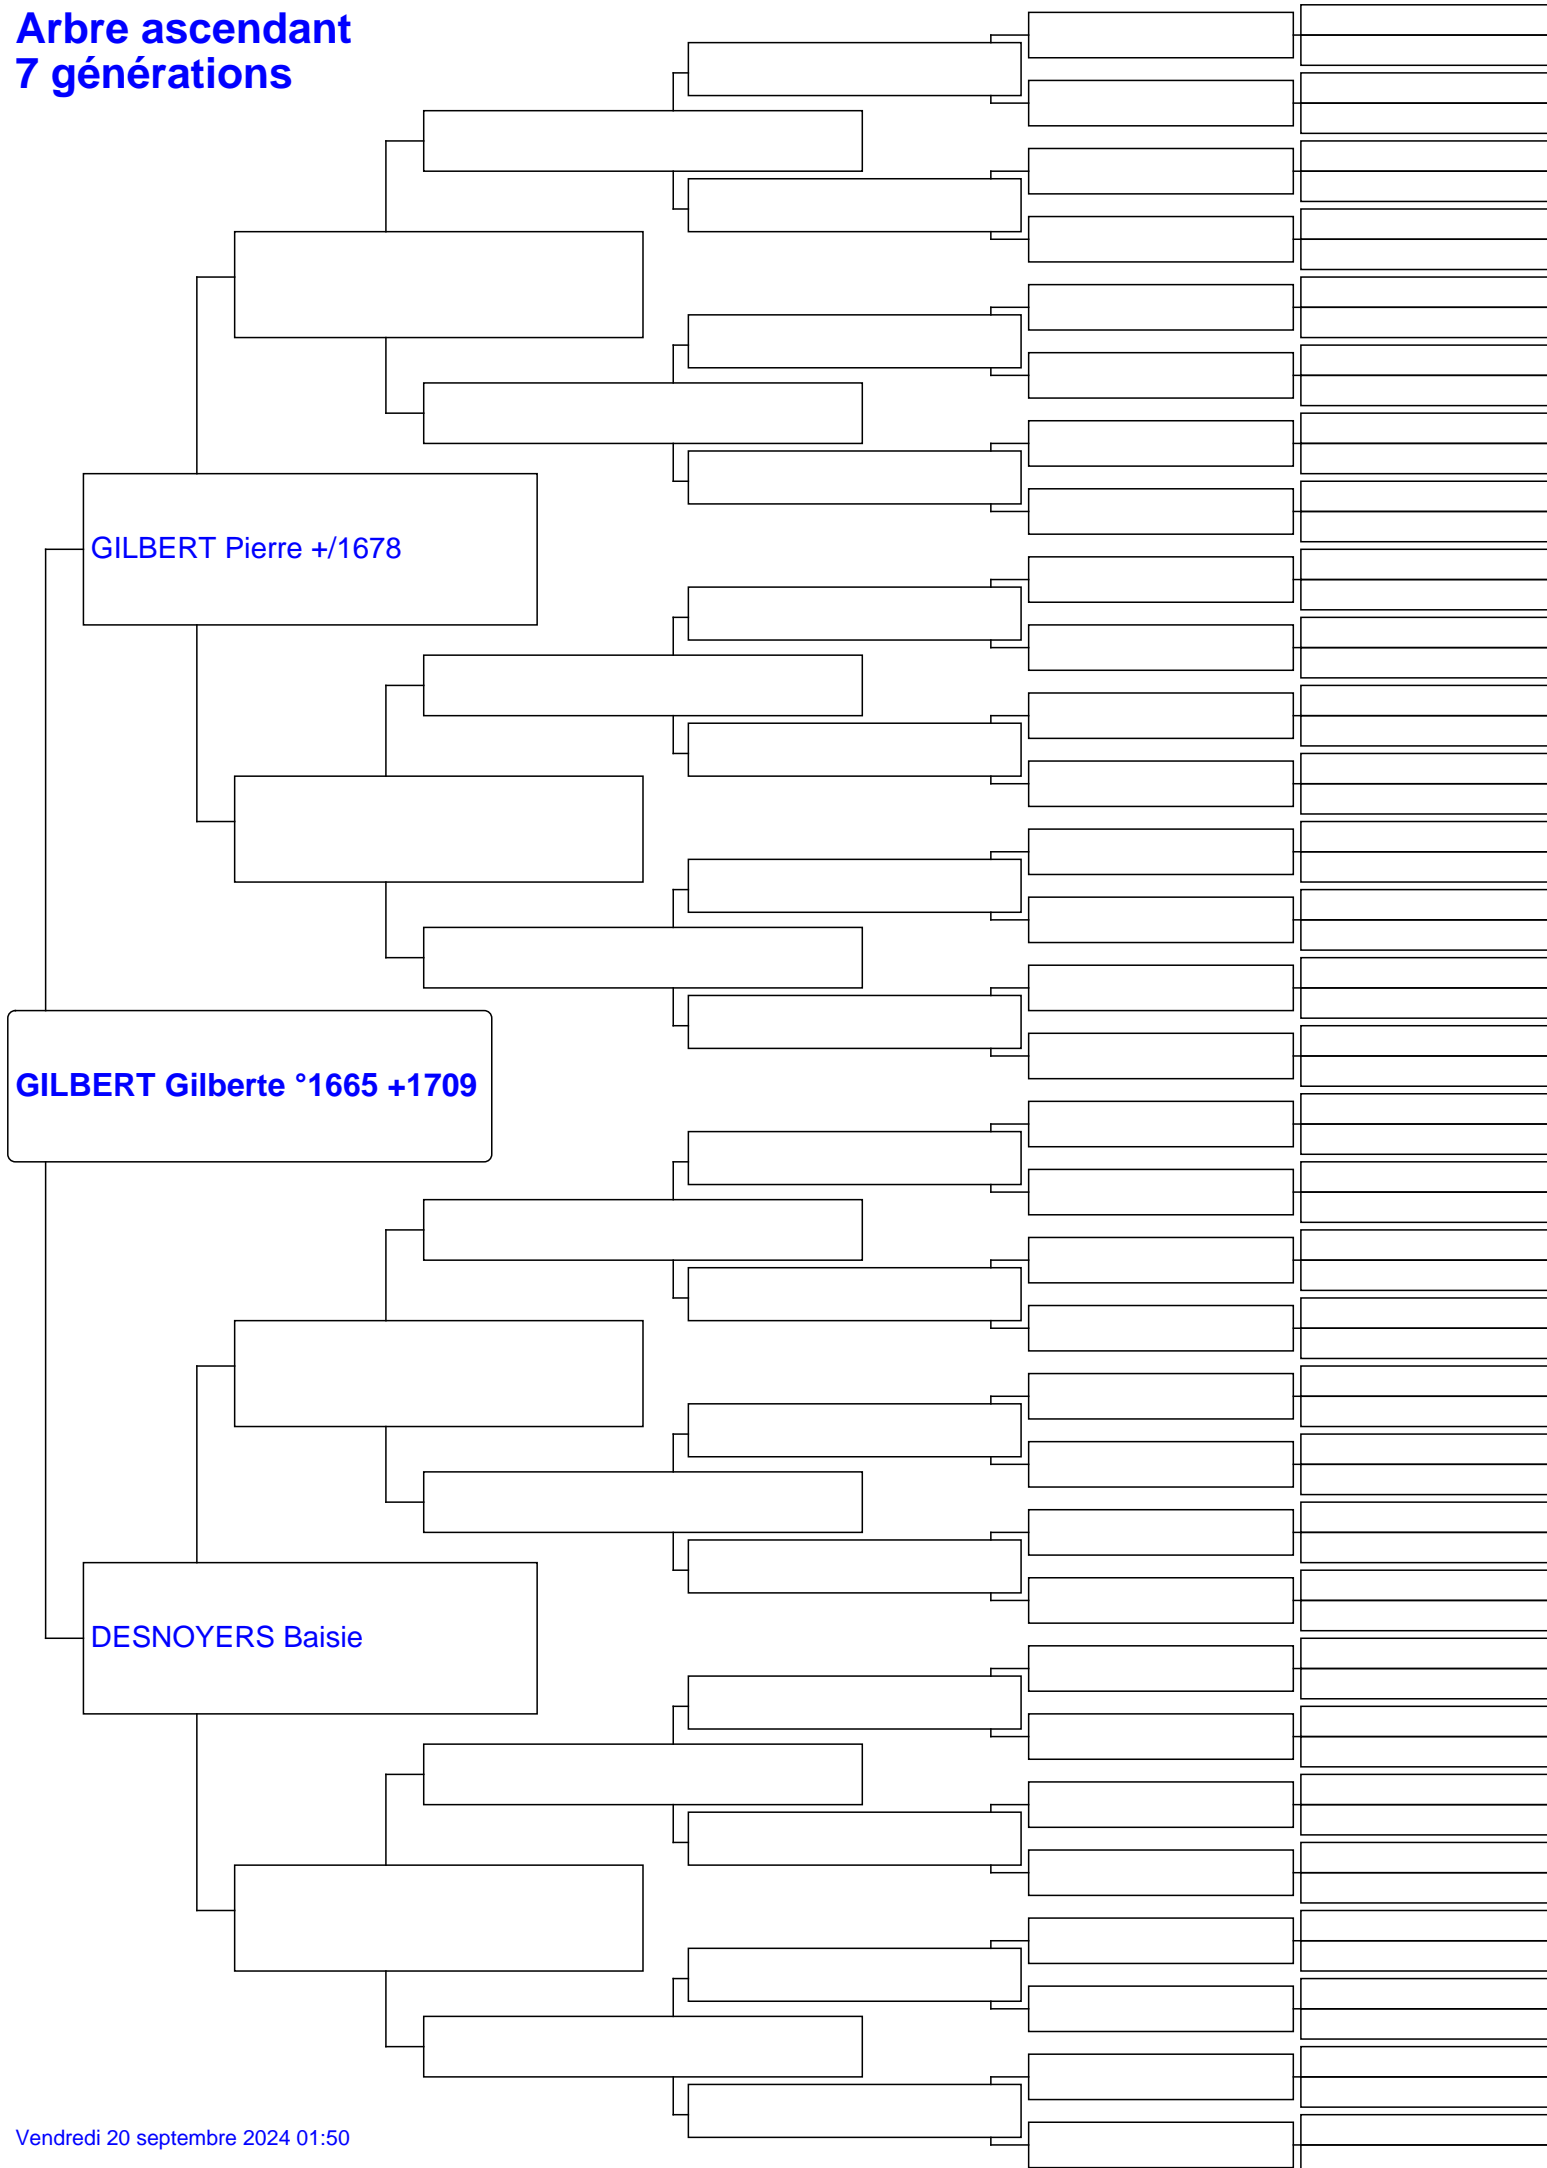 Arbre ascendant
7 générations
GILBERT Pierre +/1678
GILBERT Gilberte °1665 +1709
DESNOYERS Baisie
Vendredi 20 septembre 2024 01:50